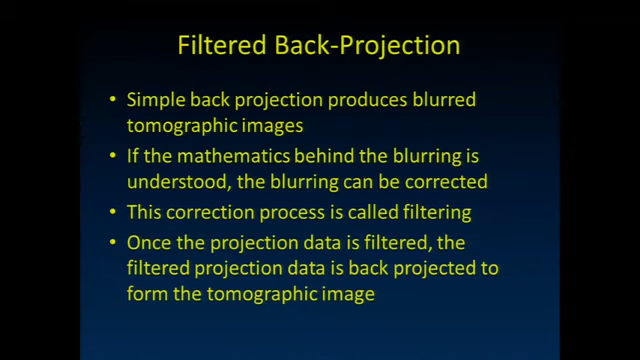 Filtered Back-Projection
• Simple back projection produces blurred
tomographic images
• If the mathematics behind the blurring is
understood, the blurring can be corrected
• This correction process is called filtering
• Once the projection data is filtered, the
filtered projection data is back projected to
form the tomographic image